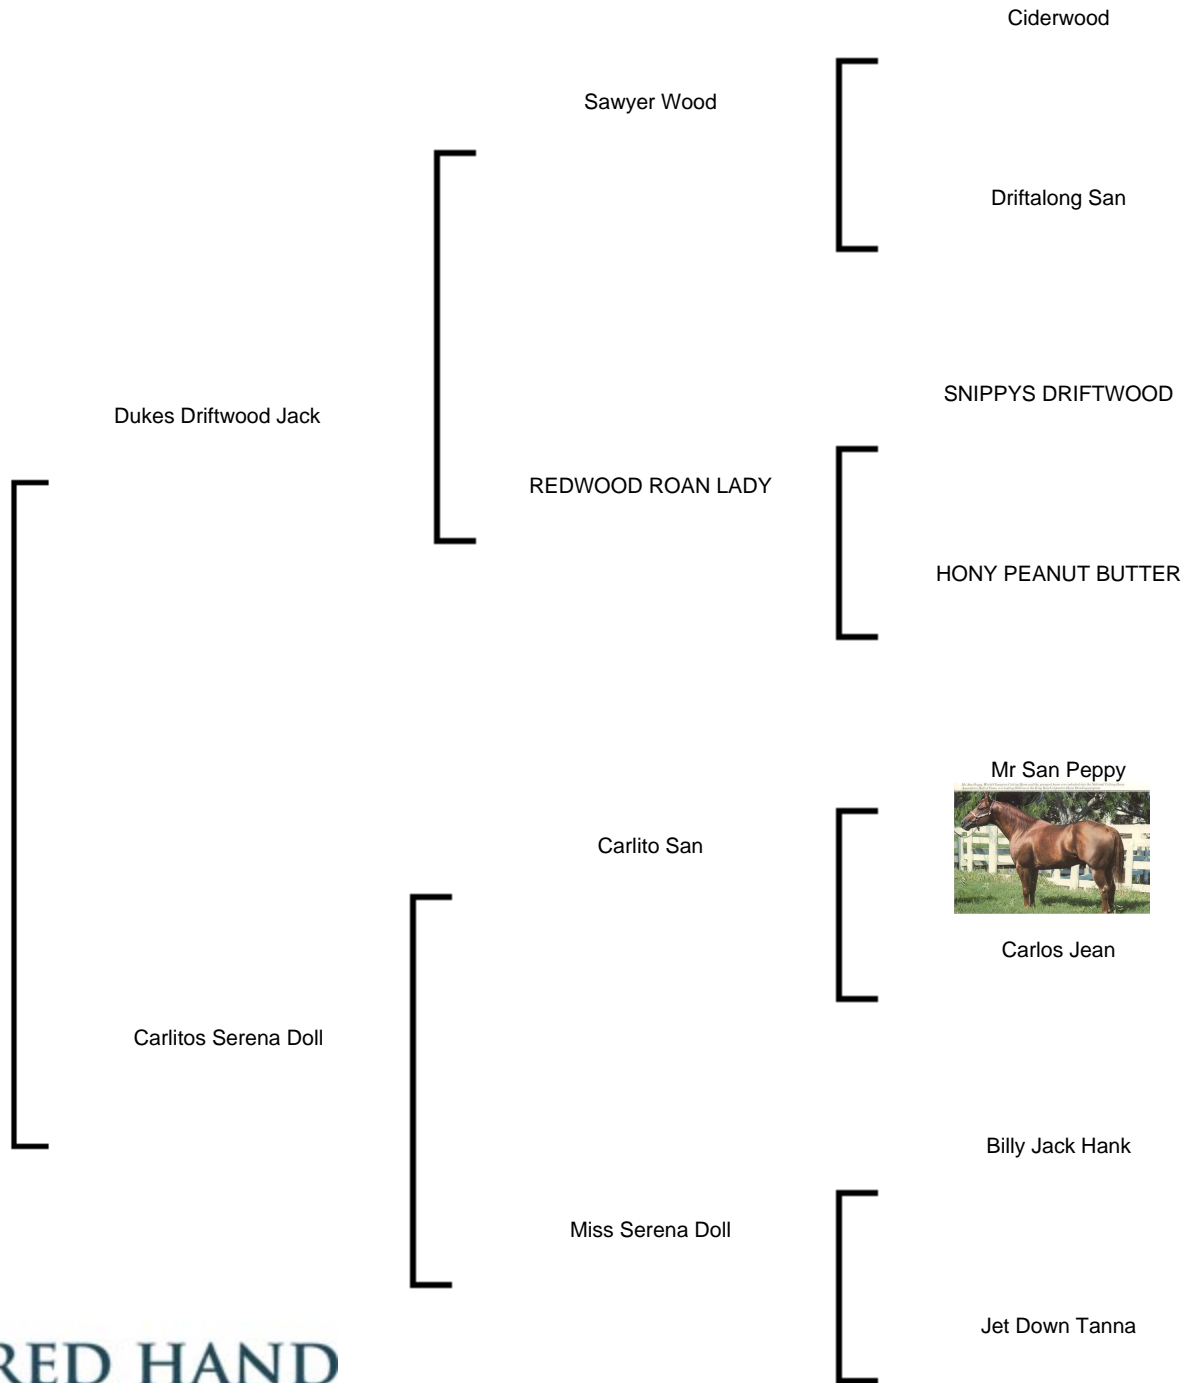 Ciderwood
Sawyer Wood
Driftalong San
Dukes Driftwood Jack
SNIPPYS DRIFTWOOD
REDWOOD ROAN LADY
HONY PEANUT BUTTER
Mr San Peppy
Carlito San
Carlos Jean
Carlitos Serena Doll
Billy Jack Hank
Miss Serena Doll
Jet Down Tanna
RED HAND